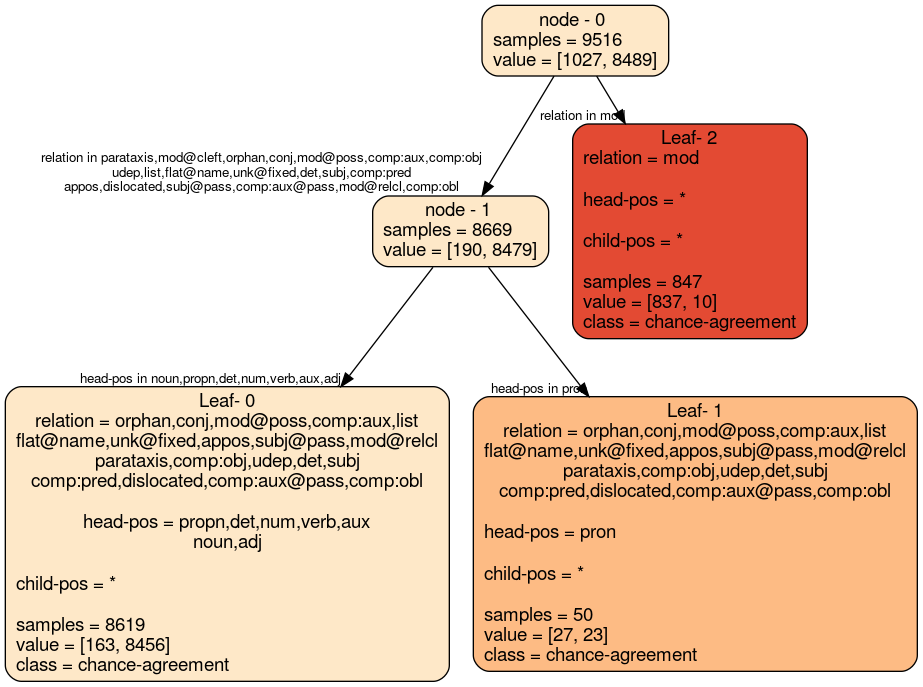 node - 0
samples = 9516
value = [1027, 8489]
relation in mod
Leaf- 2
relation = mod
head-pos = *
child-pos = *
samples = 847
value = [837, 10]
class = chance-agreement
relation in parataxis,mod@cleft,orphan,conj,mod@poss,comp:aux,comp:obj
udep,list,flat@name,unk@fixed,det,subj,comp:pred
appos,dislocated,subj@pass,comp:aux@pass,mod@relcl,comp:obl
node - 1
samples = 8669
value = [190, 8479]
head-pos in noun,propn,det,num,verb,aux,adj
Leaf- 0
relation = orphan,conj,mod@poss,comp:aux,list
flat@name,unk@fixed,appos,subj@pass,mod@relcl
parataxis,comp:obj,udep,det,subj
comp:pred,dislocated,comp:aux@pass,comp:obl
head-pos = propn,det,num,verb,aux
noun,adj
child-pos = *
samples = 8619
value = [163, 8456]
class = chance-agreement
head-pos in pron
Leaf- 1
relation = orphan,conj,mod@poss,comp:aux,list
flat@name,unk@fixed,appos,subj@pass,mod@relcl
parataxis,comp:obj,udep,det,subj
comp:pred,dislocated,comp:aux@pass,comp:obl
head-pos = pron
child-pos = *
samples = 50
value = [27, 23]
class = chance-agreement